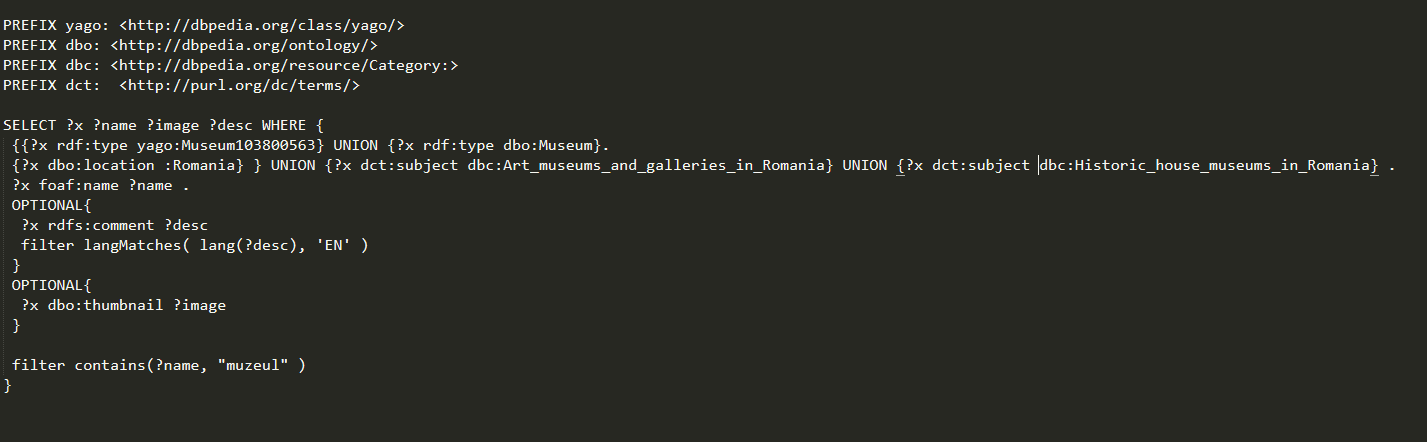 PREFIX yago: <http://dbpedia.org/class/yago/>
PREFIX dbo: <http://dbpedia.org/ontology/>
PREFIX dbc: <http://dbpedia.org/resource/Category:>
PREFIX dct:  <http://purl.org/dc/terms/>
SELECT ?x ?name ?image ?desc WHERE {
{{?x rdf:type yago:Museum103800563} UNION {?x rdf:type dbo:Museum}.
{?x dbo:location :Romania} } UNION {?x dct:subject dbc:Art_museums_and_galleries_in_Romania} UNION {?x dct:subject dbc:Historic_house_museums_in_Romania} .
?x foaf:name ?name .
OPTIONAL{
?x rdfs:comment ?desc
filter langMatches( lang(?desc), 'EN' )
}
OPTIONAL{
?x dbo:thumbnail ?image
}
filter contains(?name, "muzeul" )
}